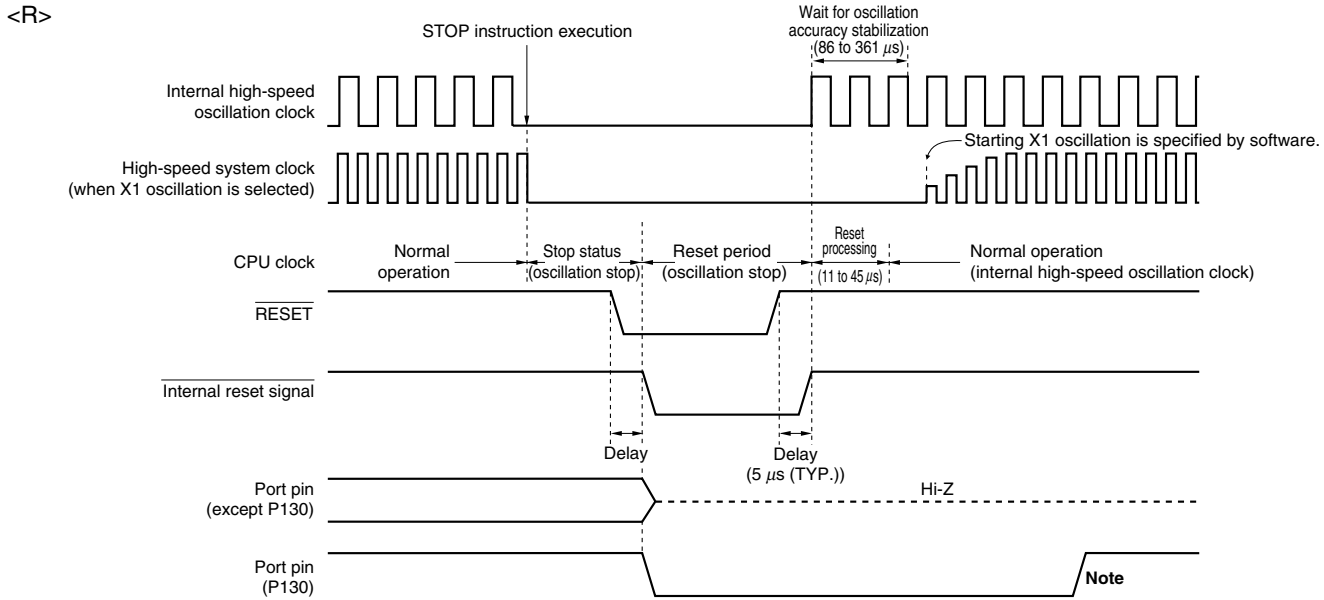 <R>
STOP instruction execution
Wait for oscillation
accuracy stabilization
(86 to 361 μs)
Internal high-speed
oscillation clock
Starting X1 oscillation is specified by software.
High-speed system clock
(when X1 oscillation is selected)
CPU clock
Normal
operation
Stop status
(oscillation stop)
Reset period
(oscillation stop)
Reset
processing
(11 to 45 μs)
Normal operation
(internal high-speed oscillation clock)
RESET
Internal reset signal
Delay
Delay
(5 μs (TYP.))
Port pin
(except P130)
Hi-Z
Port pin
(P130)
Note